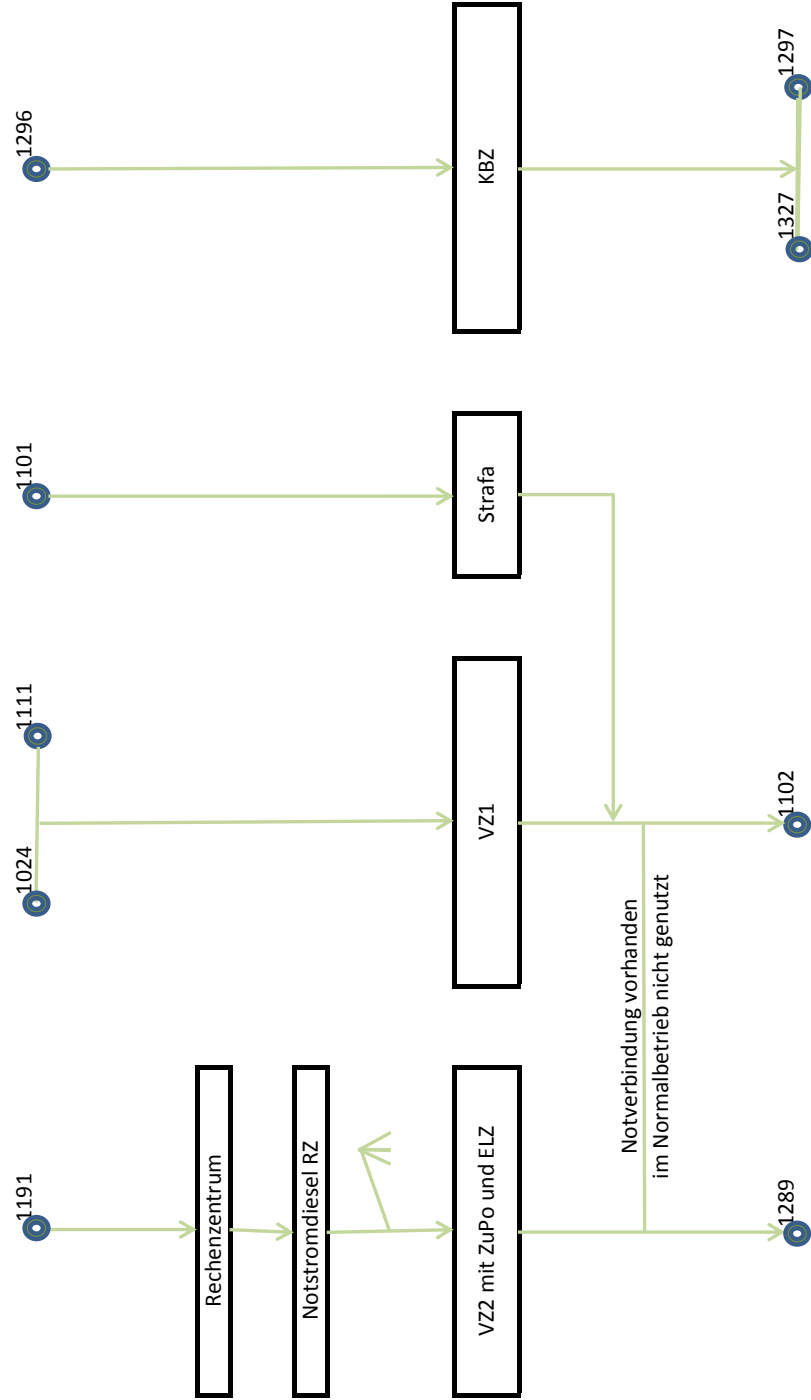 1191
1024
1111
1101
1296
Rechenzentrum
Notstromdiesel RZ
VZ2 mit ZuPo und ELZ
VZ1
Strafa
KBZ
Notverbindung vorhanden
im Normalbetrieb nicht genutzt
1289
1102
1327
1297